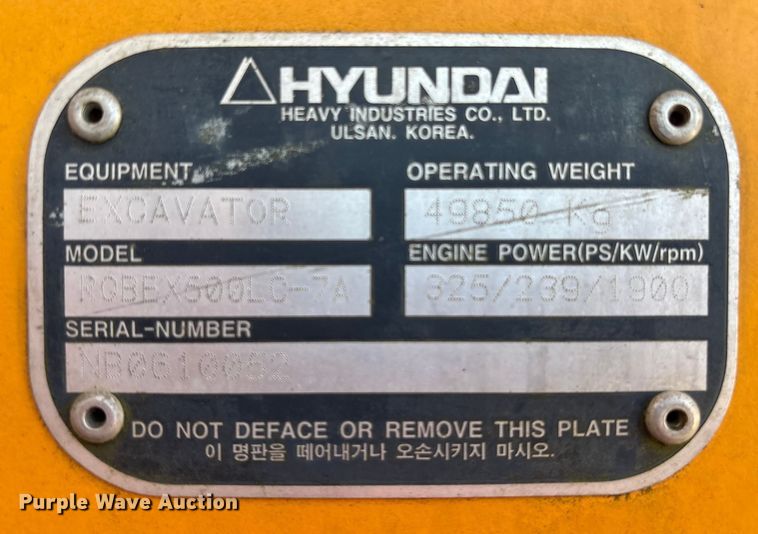 HYUNDAI
HEAVY INDUSTRIES CO., LTD.
ULSAN. KOREA.
EQUIPMENT OPERATING WEIGHT
EXCAVATOR 49850 Kg
MODEL ENGINE POWER(PS/KW/rpm)
ROBEX500LC-7A 325/239/1900
SERIAL-NUMBER
NB0610052
DO NOT DEFACE OR REMOVE THIS PLATE
이 명판을 떼어내거나 오손시키지 마시오.
Purple Wave Auction